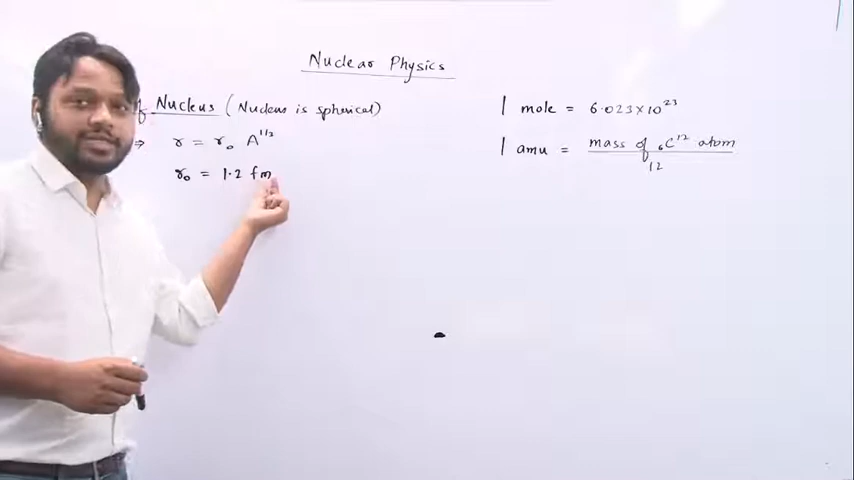 Nuclear Physics
of Nucleus (Nucleus is spherical)
⇒ r = r₀ A^1/3
r₀ = 1.2 fm
1 mole = 6.023×10^23
1 amu = mass of ₆C^12 atom
12